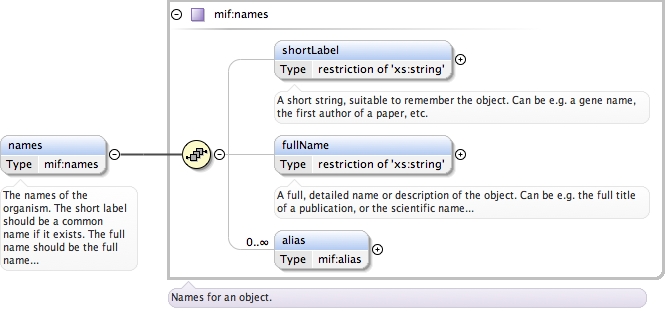 mif:names
shortLabel
Type restriction of 'xs:string'
A short string, suitable to remember the object. Can be e.g. a gene name,
the first author of a paper, etc.
names
Type mif:names
The names of the
organism. The short label
should be a common
name if it exists. The full
name should be the full
name...
fullName
Type restriction of 'xs:string'
A full, detailed name or description of the object. Can be e.g. the full title
of a publication, or the scientific name...
0..∞
alias
Type mif:alias
Names for an object.